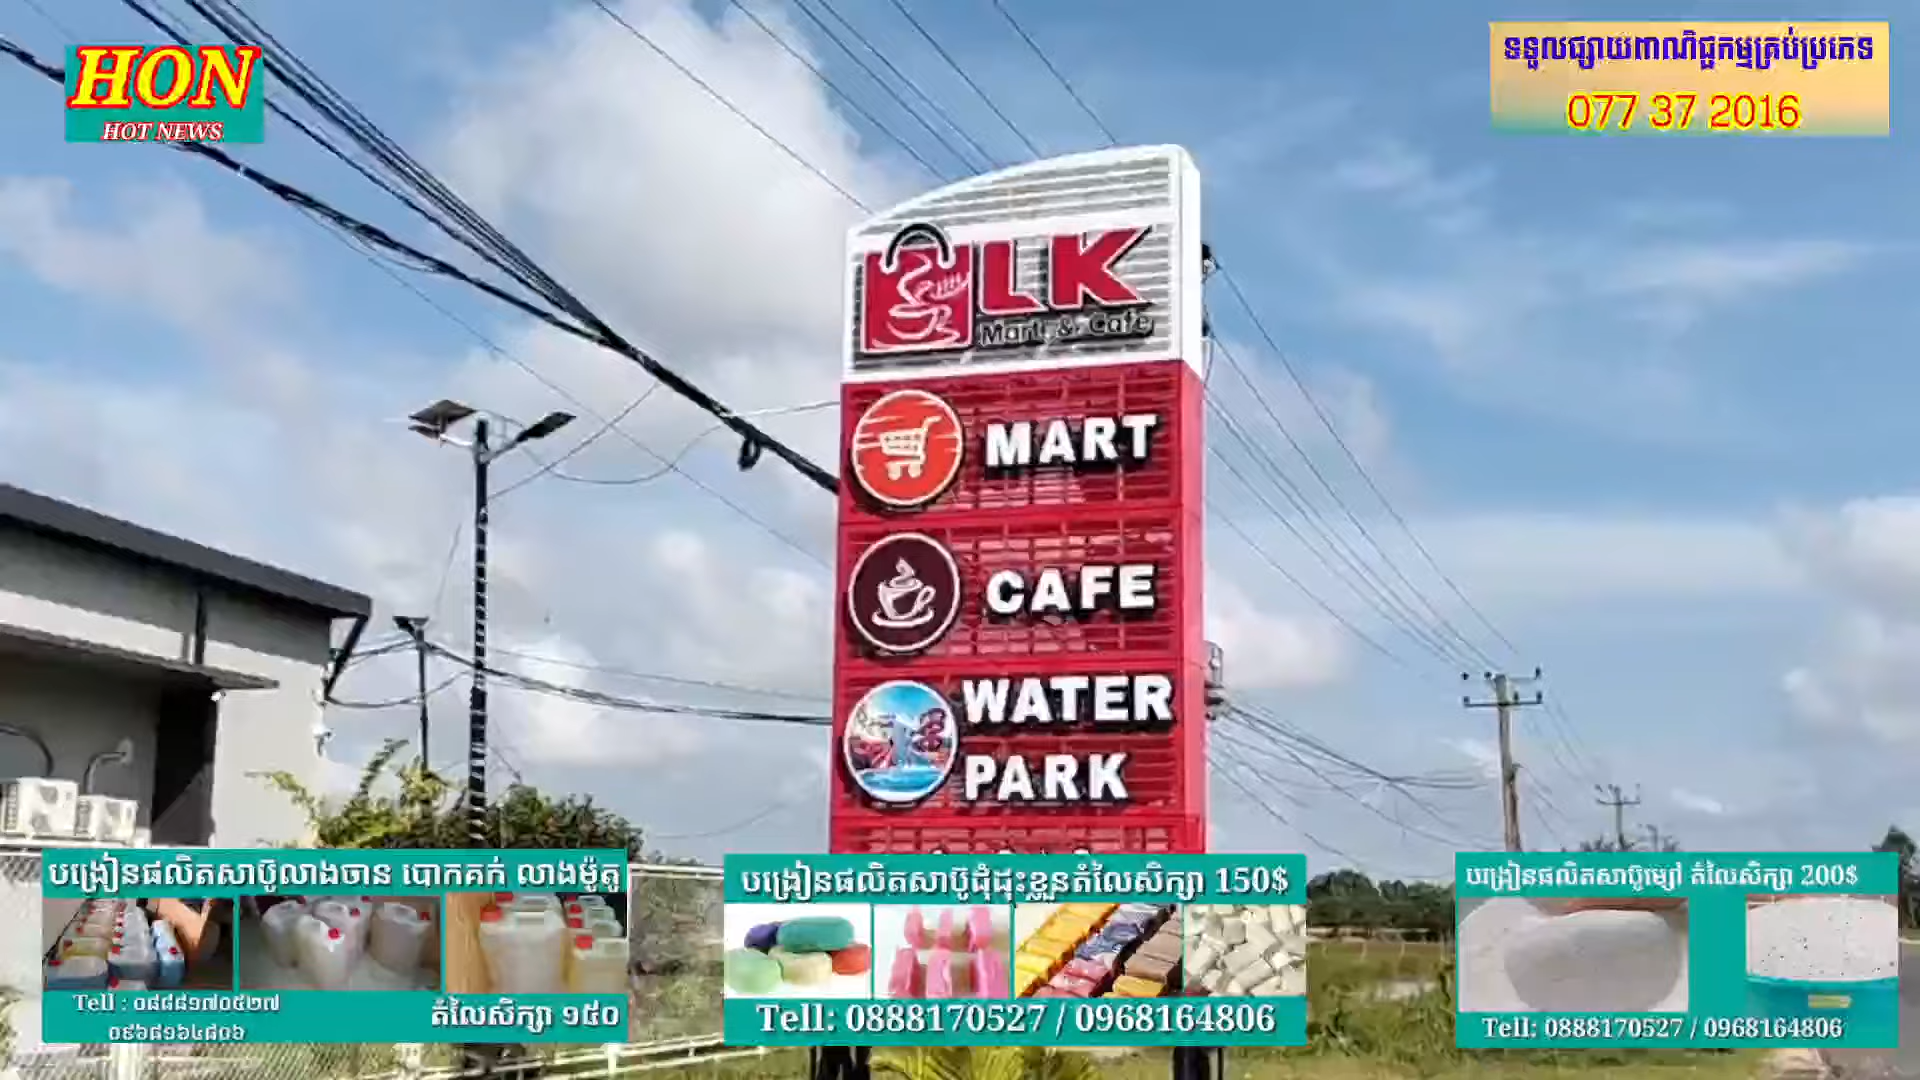 HON
HOT NEWS
ទទួលផ្សាយពាណិជ្ជកម្មគ្រប់ប្រភេទ
077 37 2016
LK
Mart & Cafe
MART
CAFE
WATER
PARK
បង្រៀនផលិតសាប៊ូលាងចាន បោកគក់ លាងម៉ូតូ
Tell : ០៨៨៨១៧០៥២៧
០៩៦៨១៦៤៨០៦
តំលៃសិក្សា ១៥០
បង្រៀនផលិតសាប៊ូដុំដុះខ្លួនតំលៃសិក្សា 150$
Tell: 0888170527 / 0968164806
បង្រៀនផលិតសាប៊ូម្សៅ តំលៃសិក្សា 200$
Tell: 0888170527 / 0968164806